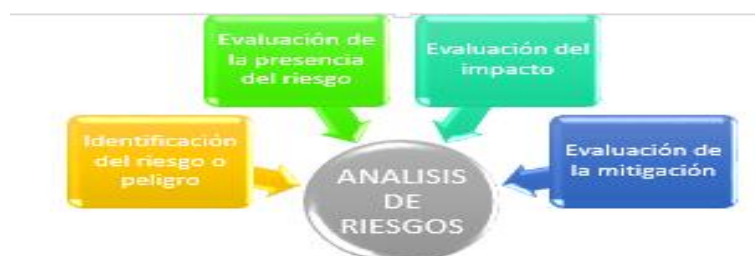 Evaluación de
la presencia
del riesgo
Evaluación del
impacto
Identificación
del riesgo o
peligro
Evaluación de
la mitigación
ANALISIS
DE
RIESGOS